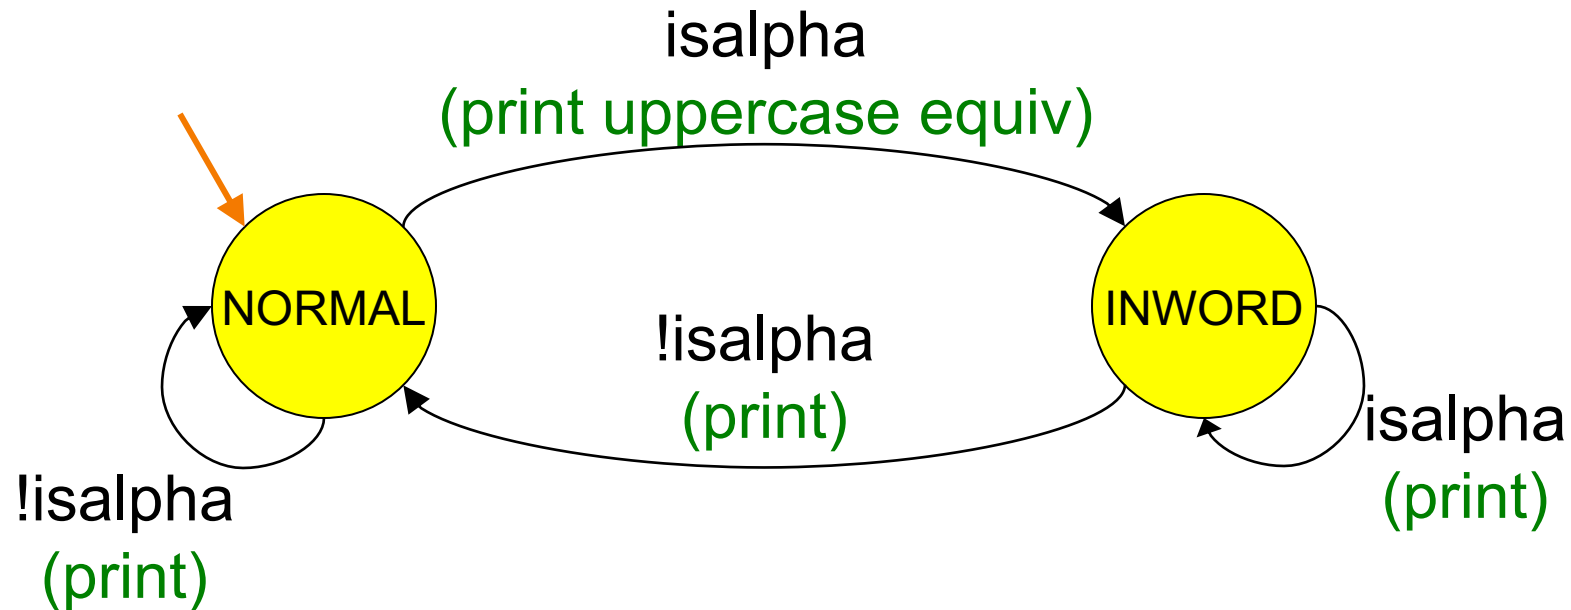 isalpha
(print uppercase equiv)
NORMAL
INWORD
!isalpha
(print)
isalpha
(print)
!isalpha
(print)